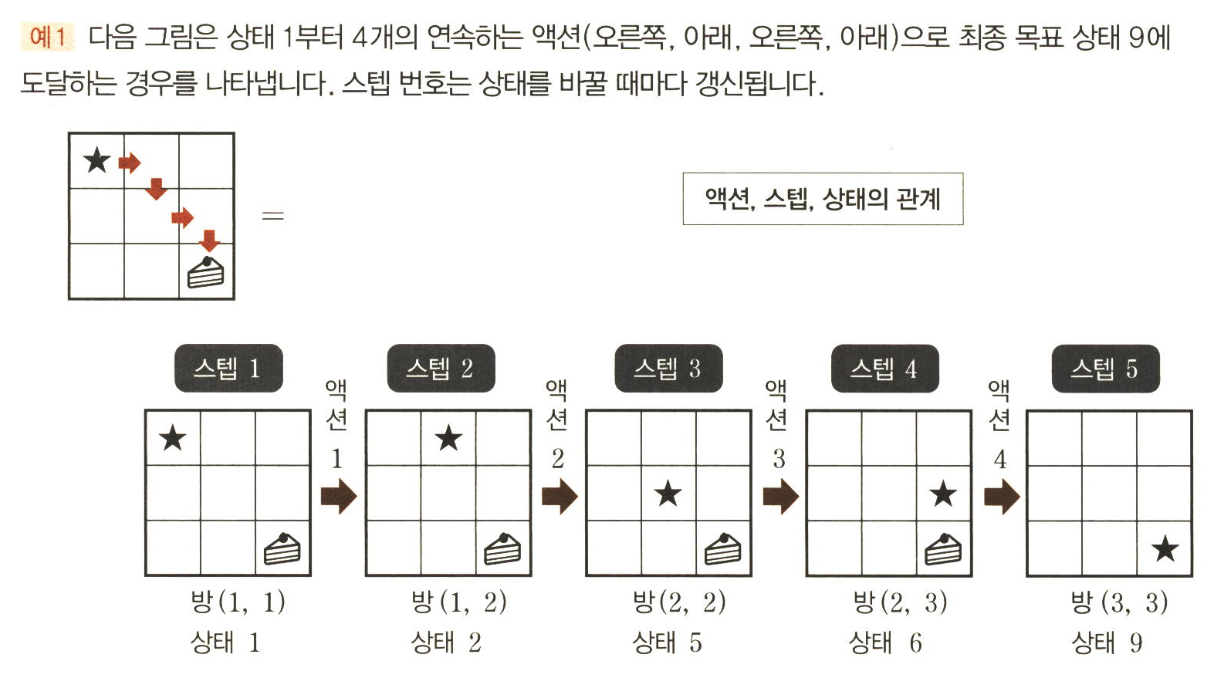 예1 다음 그림은 상태 1부터 4개의 연속하는 액션(오른쪽, 아래, 오른쪽, 아래)으로 최종 목표 상태 9에
도달하는 경우를 나타냅니다. 스텝 번호는 상태를 바꿀 때마다 갱신됩니다.
=
액션, 스텝, 상태의 관계
스텝 1
액션 1
스텝 2
액션 2
스텝 3
액션 3
스텝 4
액션 4
스텝 5
방(1, 1) 방(1, 2) 방(2, 2) 방(2, 3) 방(3, 3)
상태 1 상태 2 상태 5 상태 6 상태 9